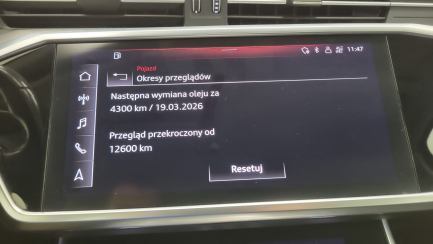 11:47
Pojazd
Okresy przeglądów
Następna wymiana oleju za
4300 km / 19.03.2026
Przegląd przekroczony od
12600 km
Resetuj